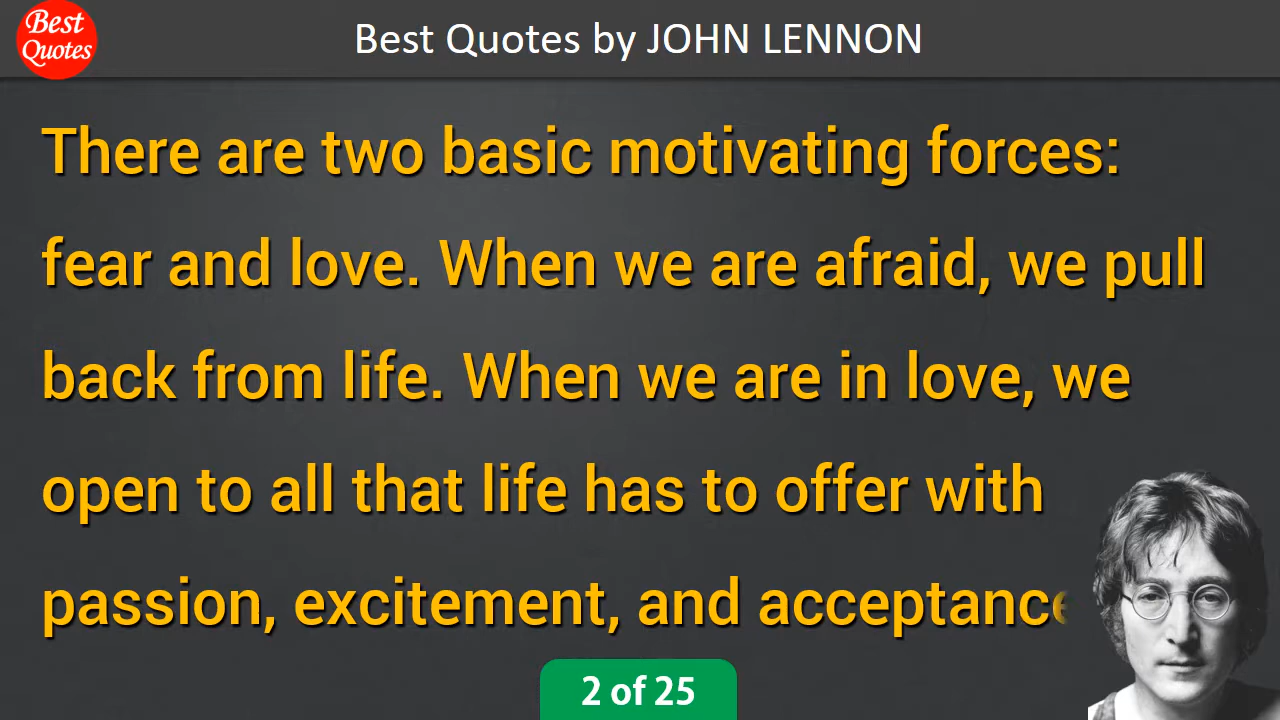 Best
Quotes
Best Quotes by JOHN LENNON
There are two basic motivating forces:
fear and love. When we are afraid, we pull
back from life. When we are in love, we
open to all that life has to offer with
passion, excitement, and acceptance
2 of 25